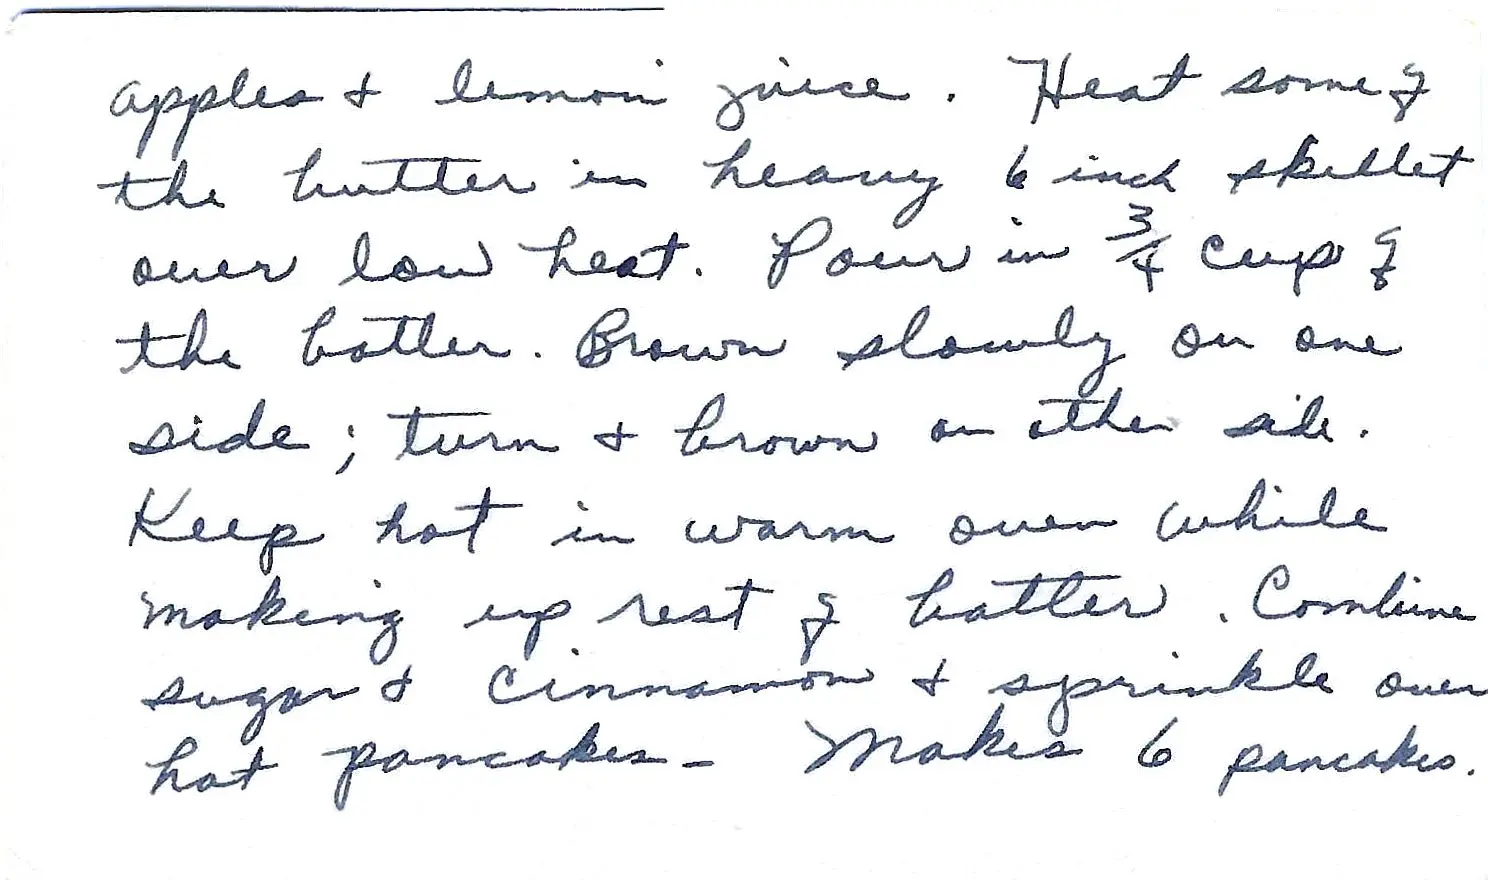 apples & lemon juice. Heat some of
the butter in heavy 6 inch skillet
over low heat. Pour in 3/4 cup of
the batter. Brown slowly on one
side; turn & brown on other side.
Keep hot in warm oven while
making up rest of batter. Combine
sugar & cinnamon & sprinkle over
hot pancakes - Makes 6 pancakes.